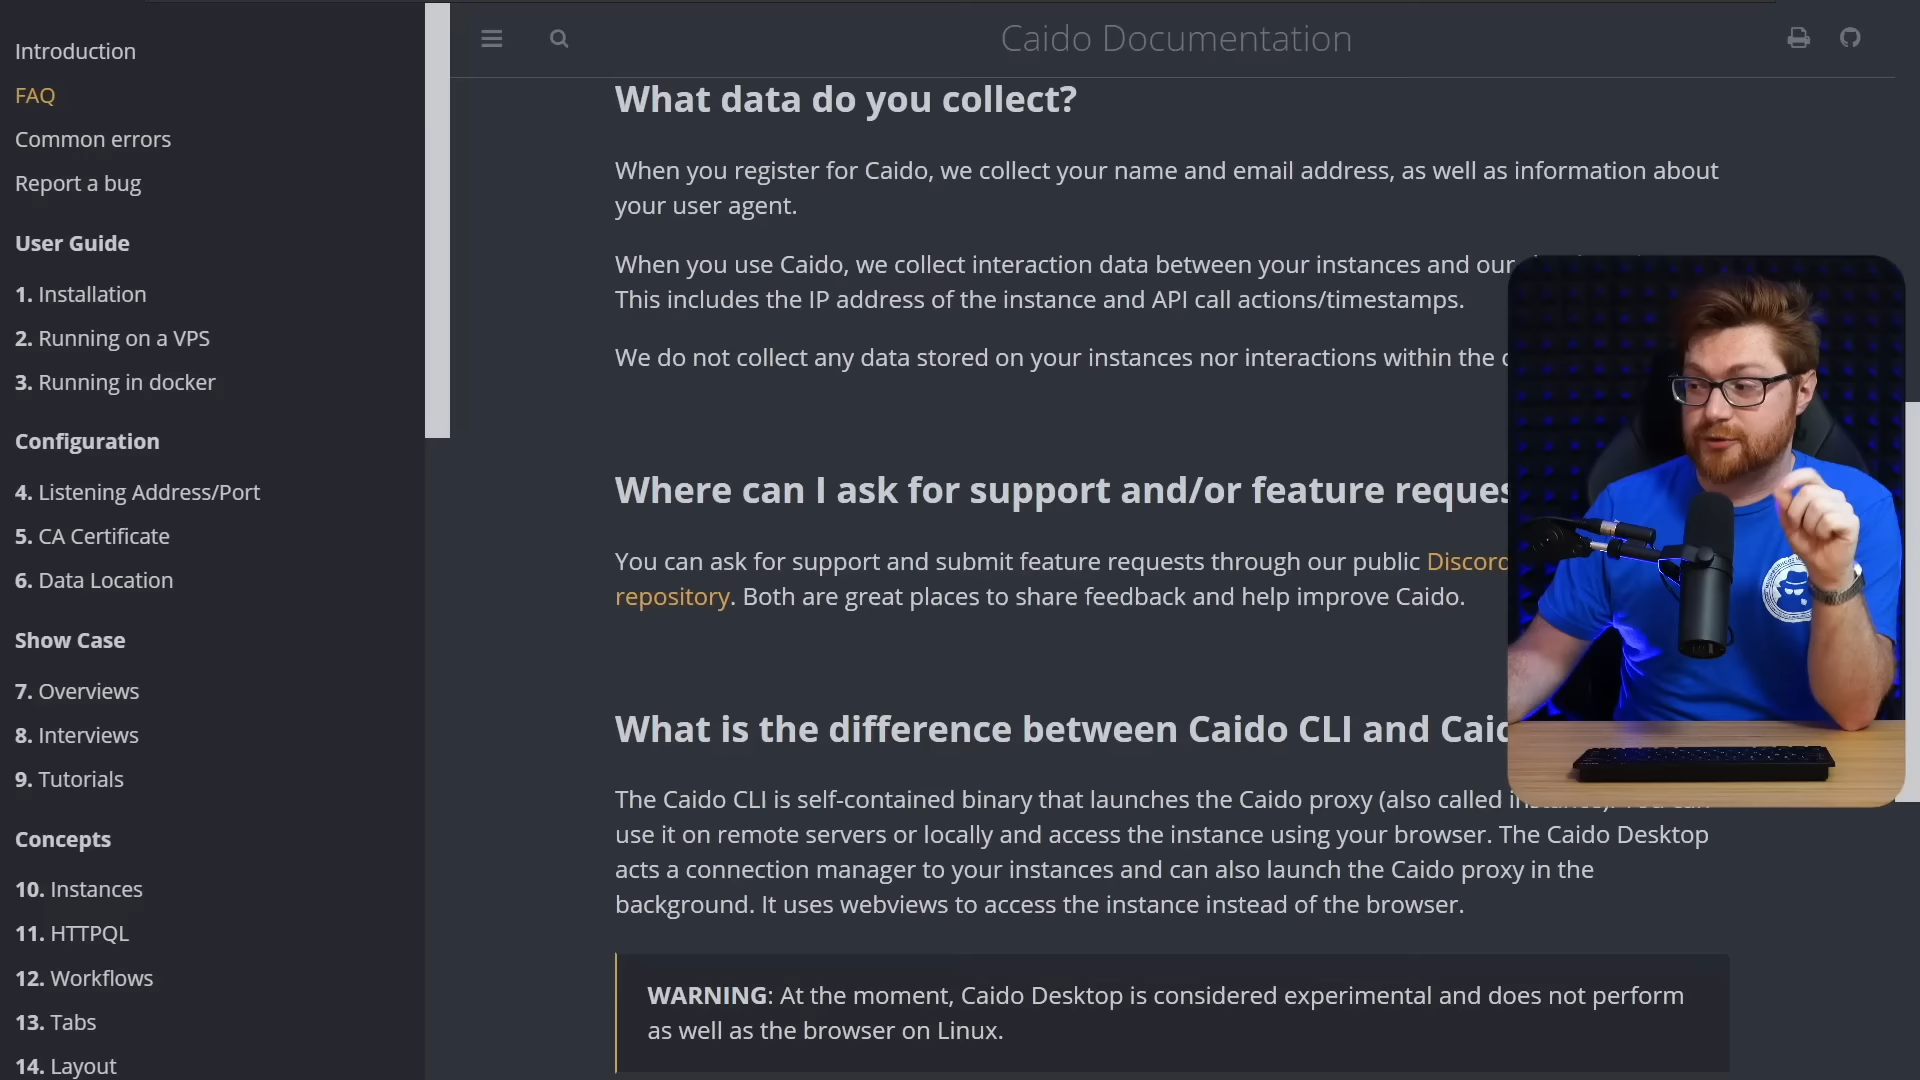 Introduction
FAQ
Common errors
Report a bug
User Guide
1. Installation
2. Running on a VPS
3. Running in docker
Configuration
4. Listening Address/Port
5. CA Certificate
6. Data Location
Show Case
7. Overviews
8. Interviews
9. Tutorials
Concepts
10. Instances
11. HTTPQL
12. Workflows
13. Tabs
14. Layout
Caido Documentation
What data do you collect?
When you register for Caido, we collect your name and email address, as well as information about
your user agent.
When you use Caido, we collect interaction data between your instances and our
This includes the IP address of the instance and API call actions/timestamps.
We do not collect any data stored on your instances nor interactions within the
Where can I ask for support and/or feature
You can ask for support and submit feature requests through our public Discord
repository. Both are great places to share feedback and help improve Caido.
What is the difference between Caido CLI and
The Caido CLI is self-contained binary that launches the Caido proxy (also called
use it on remote servers or locally and access the instance using your browser. The Caido Desktop
acts a connection manager to your instances and can also launch the Caido proxy in the
background. It uses webviews to access the instance instead of the browser.
WARNING: At the moment, Caido Desktop is considered experimental and does not perform
as well as the browser on Linux.